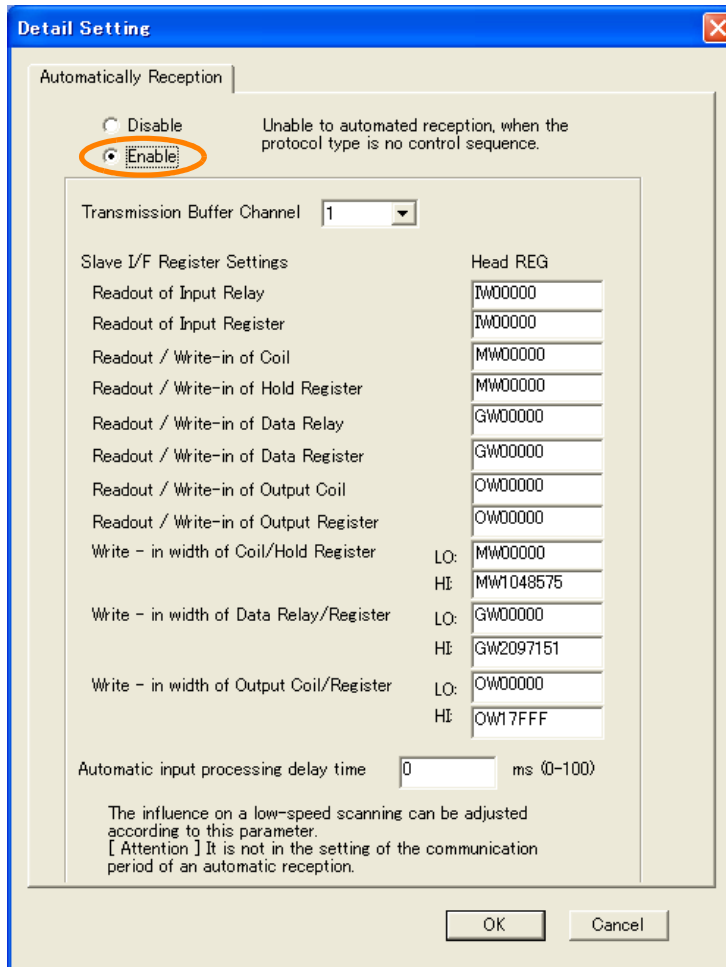 Detail Setting
Automatically Reception
Disable
Unable to automated reception, when the
protocol type is no control sequence.
Enable
Transmission Buffer Channel 1
Slave I/F Register Settings Head REG
Readout of Input Relay IW00000
Readout of Input Register IW00000
Readout / Write-in of Coil MW00000
Readout / Write-in of Hold Register MW00000
Readout / Write-in of Data Relay GW00000
Readout / Write-in of Data Register GW00000
Readout / Write-in of Output Coil OW00000
Readout / Write-in of Output Register OW00000
Write - in width of Coil/Hold Register LO: MW00000
HI: MW1048575
Write - in width of Data Relay/Register LO: GW00000
HI: GW2097151
Write - in width of Output Coil/Register LO: OW00000
HI: OW17FFF
Automatic input processing delay time 0 ms (0-100)
The influence on a low-speed scanning can be adjusted
according to this parameter.
[ Attention ] It is not in the setting of the communication
period of an automatic reception.
OK Cancel